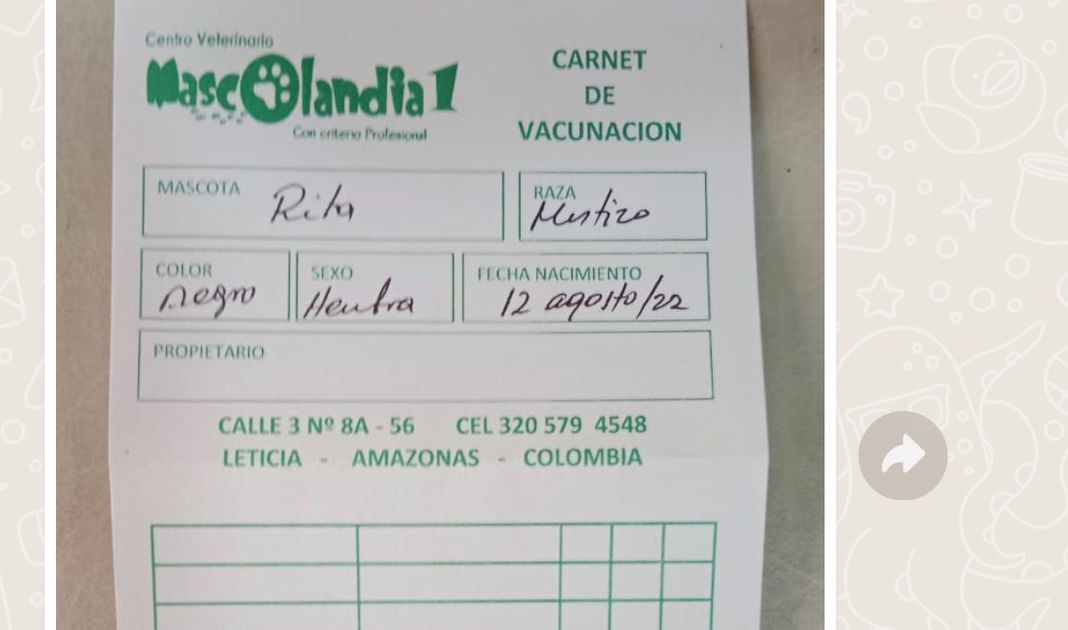 Centro Veterinario
Mascolandia 1
Con criterio Profesional
CARNET
DE
VACUNACION
MASCOTA Rita
RAZA Mestizo
COLOR negro
SEXO Hembra
FECHA NACIMIENTO 12 agosto/22
PROPIETARIO
CALLE 3 Nº 8A - 56 CEL 320 579 4548
LETICIA - AMAZONAS - COLOMBIA